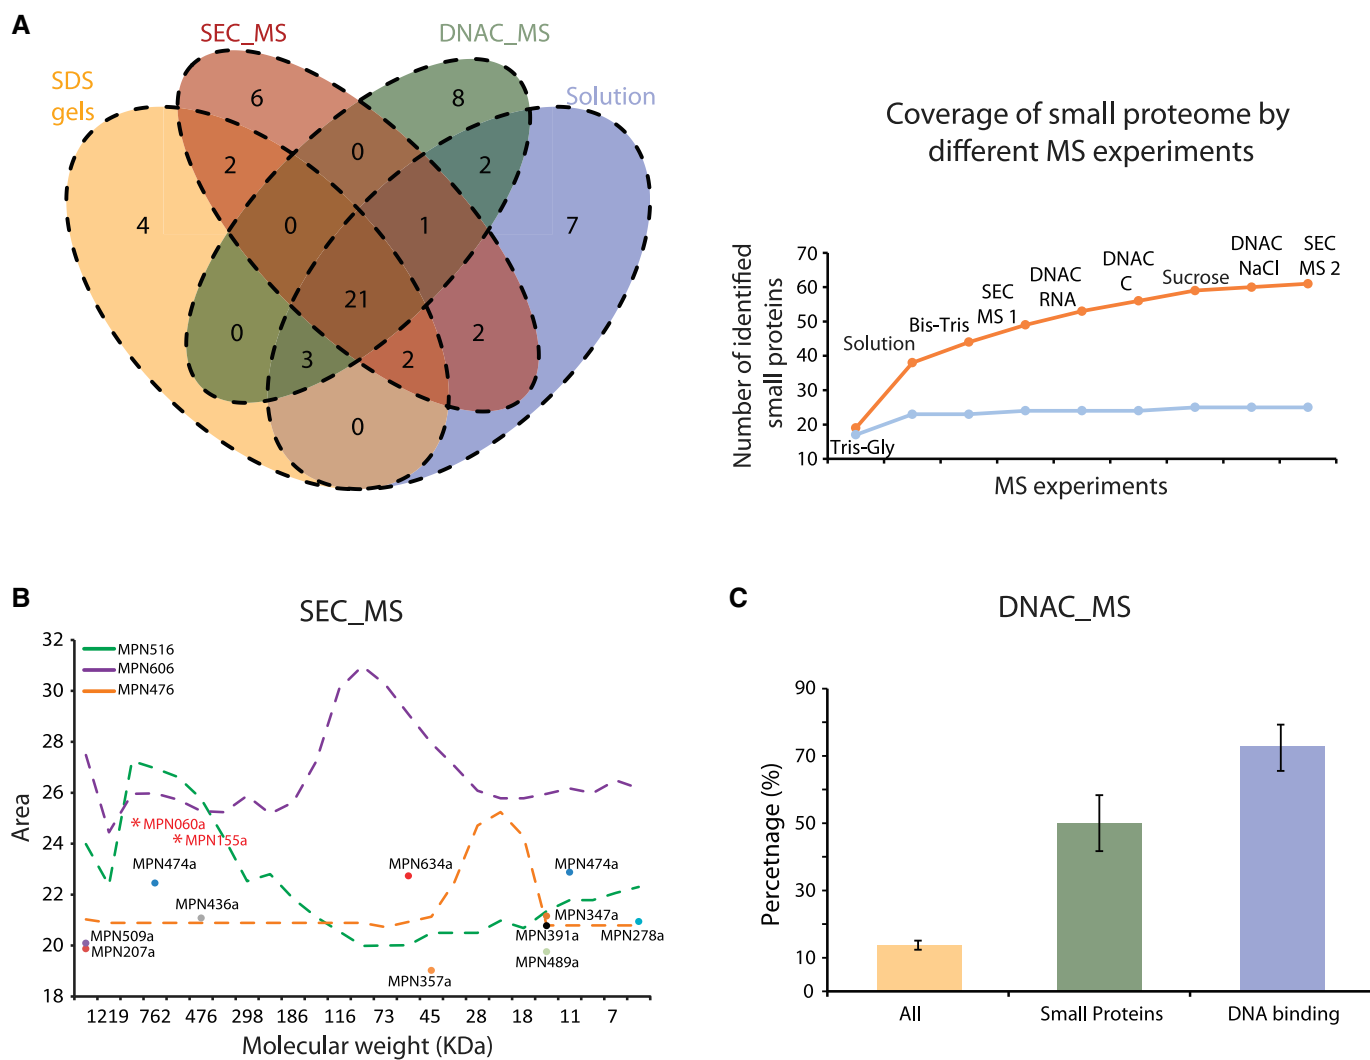 A
SEC_MS
DNAC_MS
SDS
gels
Solution
6
8
0
2
2
4
0
1
7
21
0
3
2
2
0
Coverage of small proteome by
different MS experiments
Number of identified
small proteins
70
60
50
40
30
20
10
Tris-Gly
Solution
Bis-Tris
SEC
MS 1
DNAC
RNA
DNAC
C
Sucrose
DNAC
NaCl
SEC
MS 2
MS experiments
B
SEC_MS
Area
32
30
28
26
24
22
20
18
MPN516
MPN606
MPN476
*MPN060a
*MPN155a
MPN474a
MPN436a
MPN509a
MPN207a
MPN634a
MPN357a
MPN474a
MPN347a
MPN391a
MPN489a
MPN278a
1219 762 476 298 186 116 73 45 28 18 11 7
Molecular weight (KDa)
C
DNAC_MS
Percetnage (%)
90
70
50
30
10
0
All
Small Proteins
DNA binding